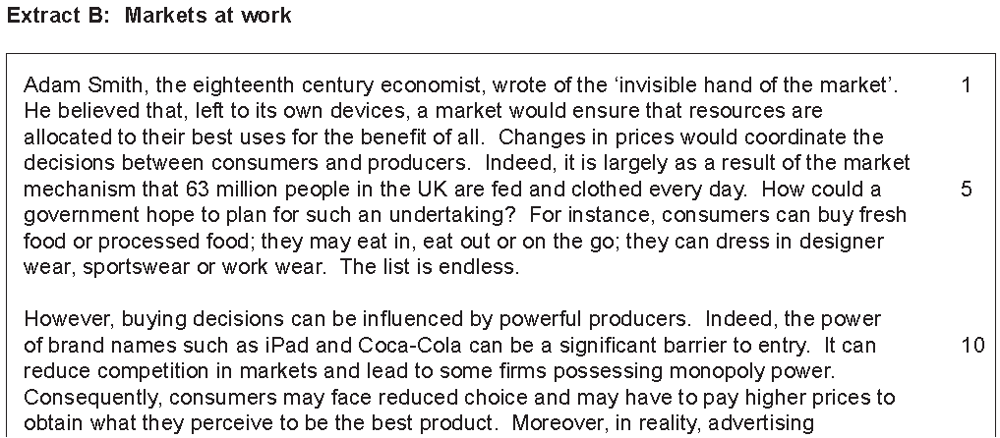 Extract B: Markets at work
Adam Smith, the eighteenth century economist, wrote of the ‘invisible hand of the market’. 1
He believed that, left to its own devices, a market would ensure that resources are
allocated to their best uses for the benefit of all. Changes in prices would coordinate the
decisions between consumers and producers. Indeed, it is largely as a result of the market
mechanism that 63 million people in the UK are fed and clothed every day. How could a 5
government hope to plan for such an undertaking? For instance, consumers can buy fresh
food or processed food; they may eat in, eat out or on the go; they can dress in designer
wear, sportswear or work wear. The list is endless.
However, buying decisions can be influenced by powerful producers. Indeed, the power
of brand names such as iPad and Coca-Cola can be a significant barrier to entry. It can 10
reduce competition in markets and lead to some firms possessing monopoly power.
Consequently, consumers may face reduced choice and may have to pay higher prices to
obtain what they perceive to be the best product. Moreover, in reality, advertising